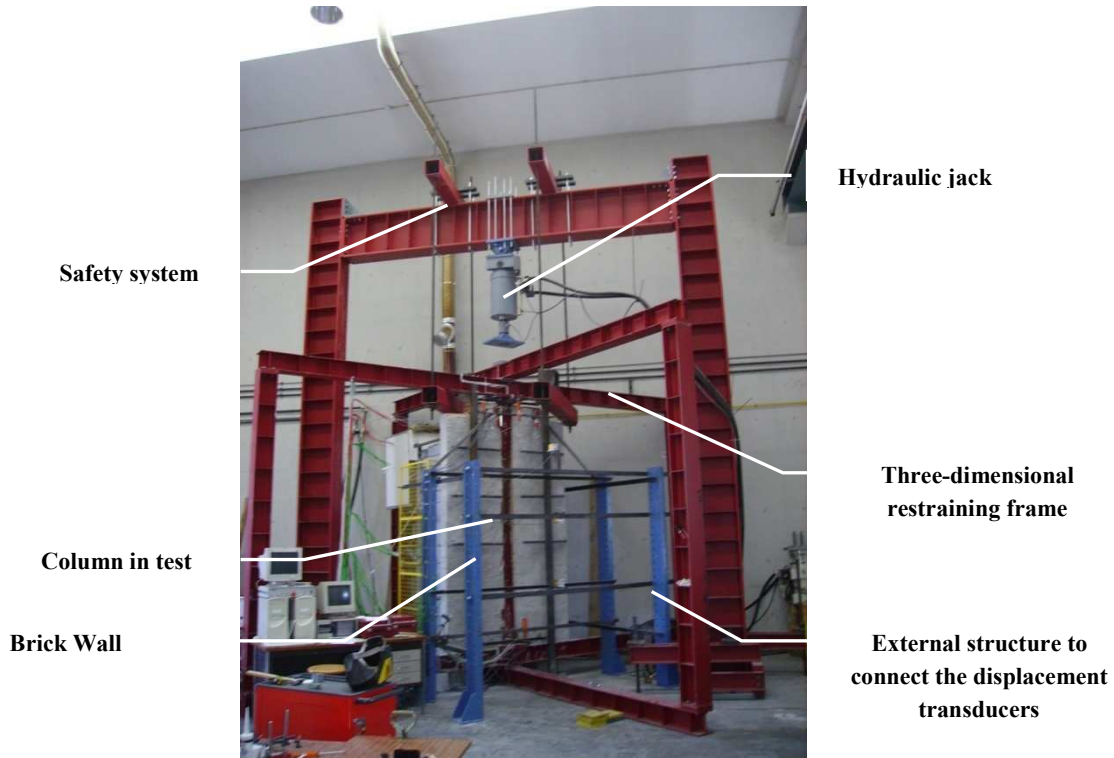 Hydraulic jack
Safety system
Three-dimensional
restraining frame
Column in test
Brick Wall
External structure to
connect the displacement
transducers